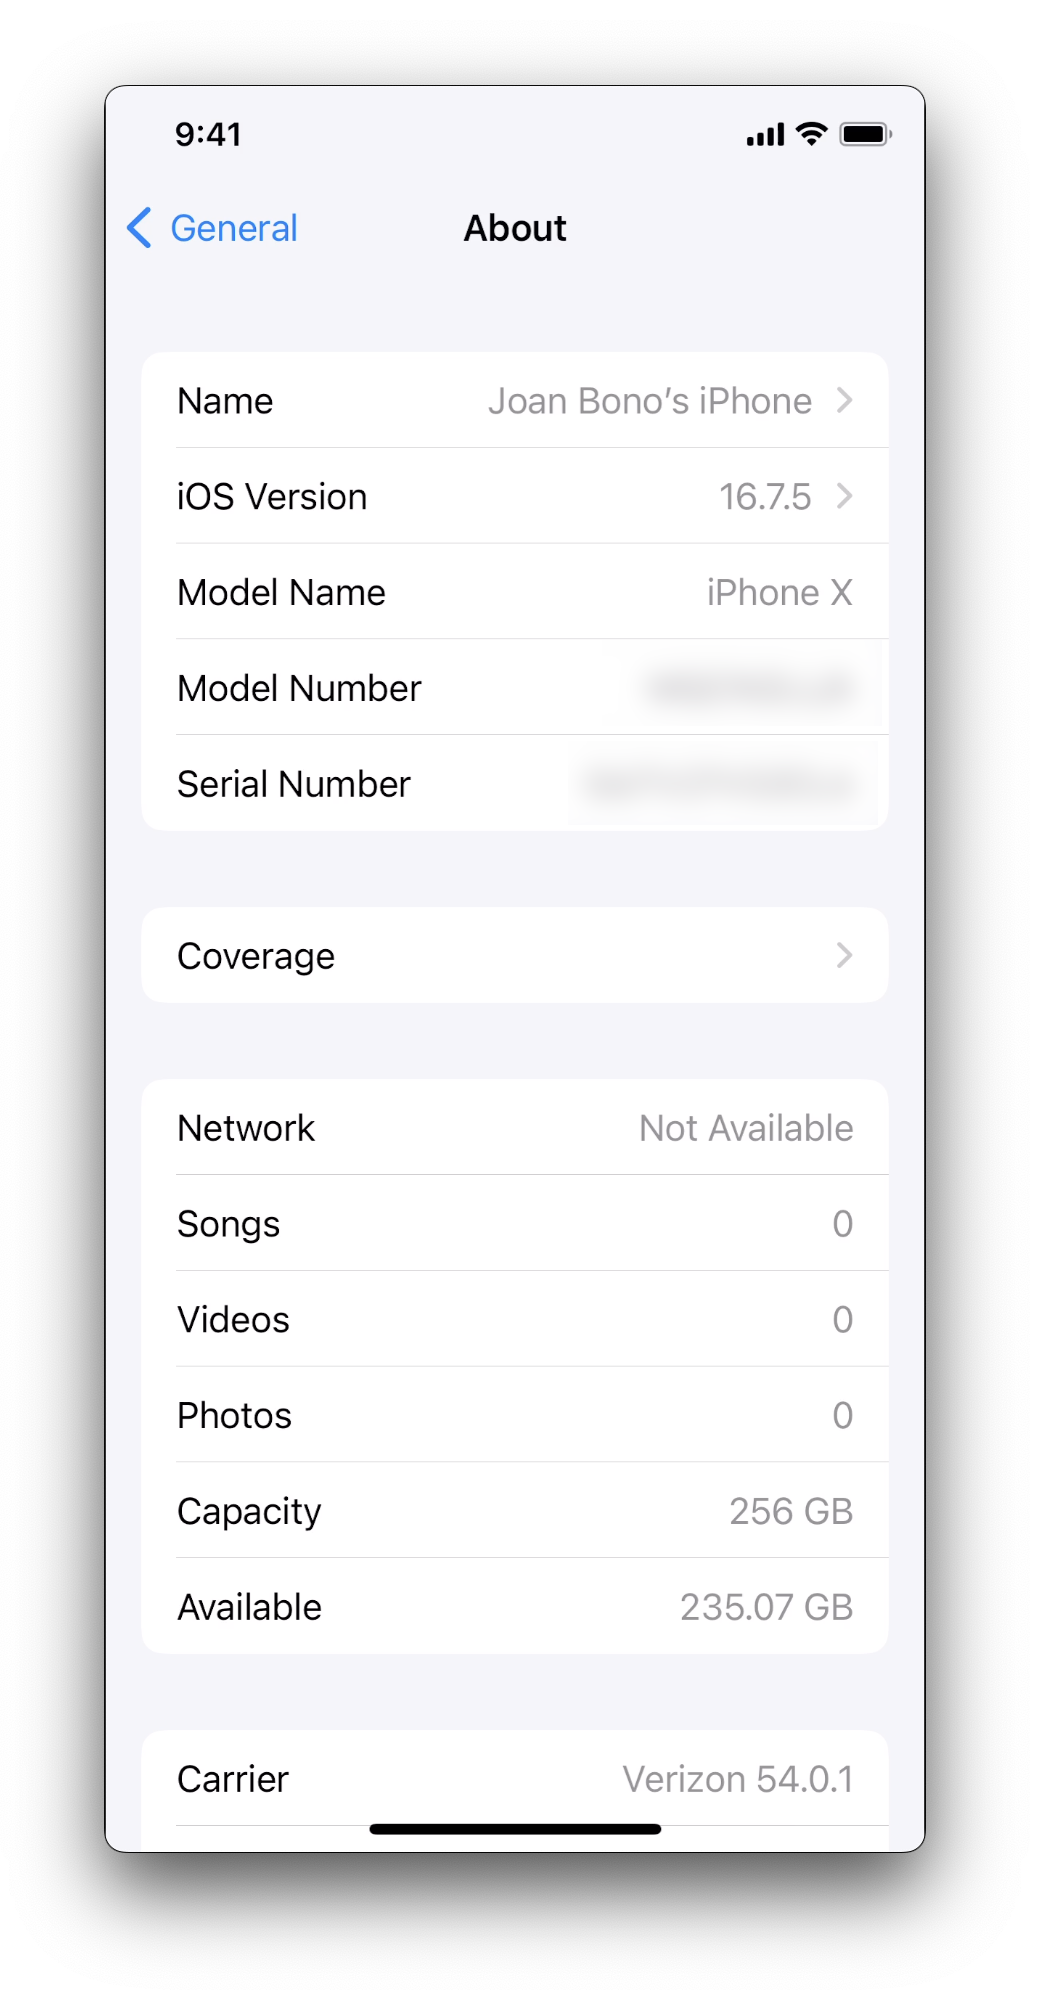 9:41
General
About
Name Joan Bono’s iPhone
iOS Version 16.7.5
Model Name iPhone X
Model Number
Serial Number
Coverage
Network Not Available
Songs 0
Videos 0
Photos 0
Capacity 256 GB
Available 235.07 GB
Carrier Verizon 54.0.1